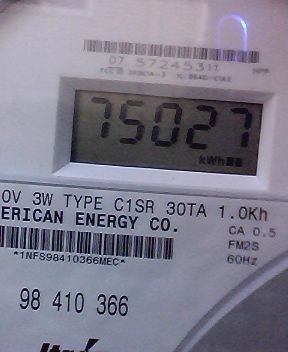 07 57245311
75027
kWh
0V 3W TYPE C1SR 30TA 1.0Kh
ERICAN ENERGY CO.
CA 0.5
FM2S
60Hz
*1NFS98410366MEC*
98 410 366